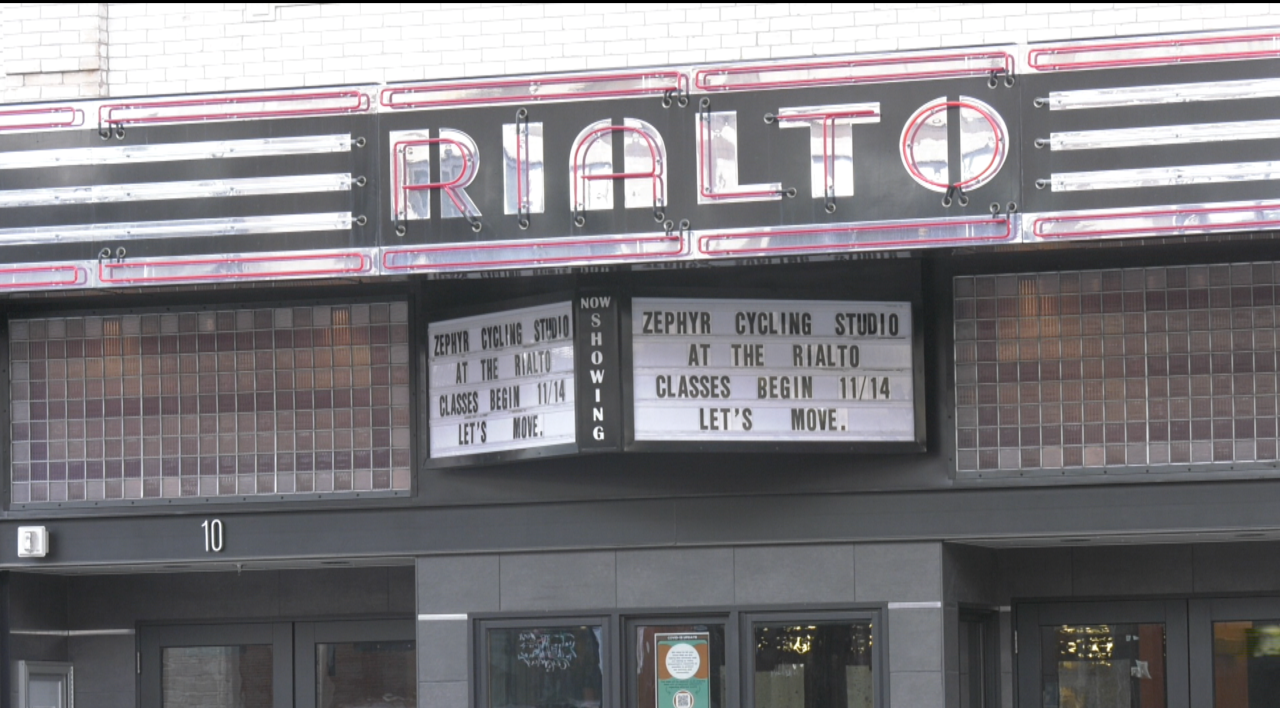 RIALTO
ZEPHYR CYCLING STUDIO
AT THE RIALTO
CLASSES BEGIN 11/14
LET'S MOVE.
NOW
SHOWING
ZEPHYR CYCLING STUDIO
AT THE RIALTO
CLASSES BEGIN 11/14
LET'S MOVE.
10